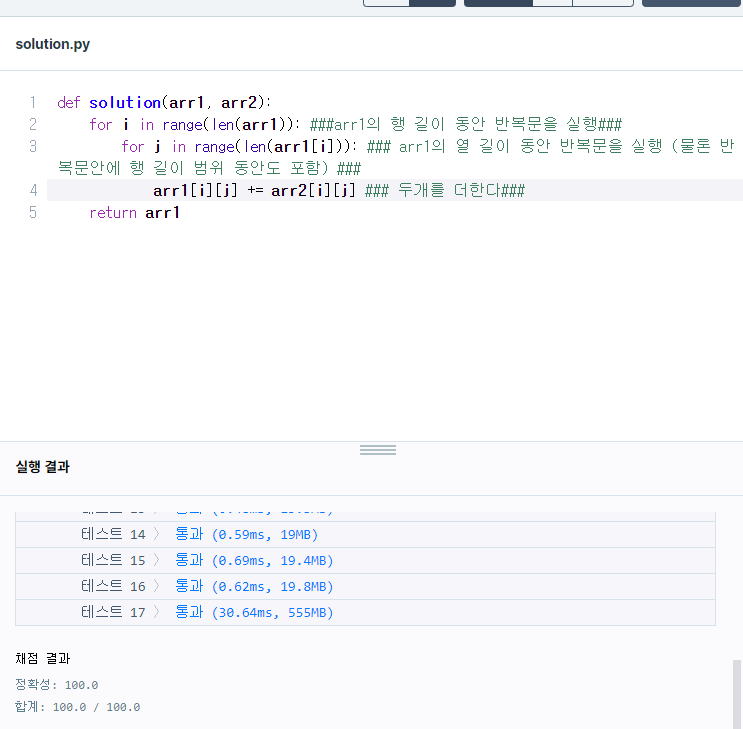 solution.py
1 def solution(arr1, arr2):
2 for i in range(len(arr1)): ###arr1의 행 길이 동안 반복문을 실행###
3 for j in range(len(arr1[i])): ### arr1의 열 길이 동안 반복문을 실행 (물론 반
복문안에 행 길이 범위 동안도 포함) ###
4 arr1[i][j] += arr2[i][j] ### 두개를 더한다###
5 return arr1
실행 결과
테스트 14 〉 통과 (0.59ms, 19MB)
테스트 15 〉 통과 (0.69ms, 19.4MB)
테스트 16 〉 통과 (0.62ms, 19.8MB)
테스트 17 〉 통과 (30.64ms, 555MB)
채점 결과
정확성: 100.0
합계: 100.0 / 100.0